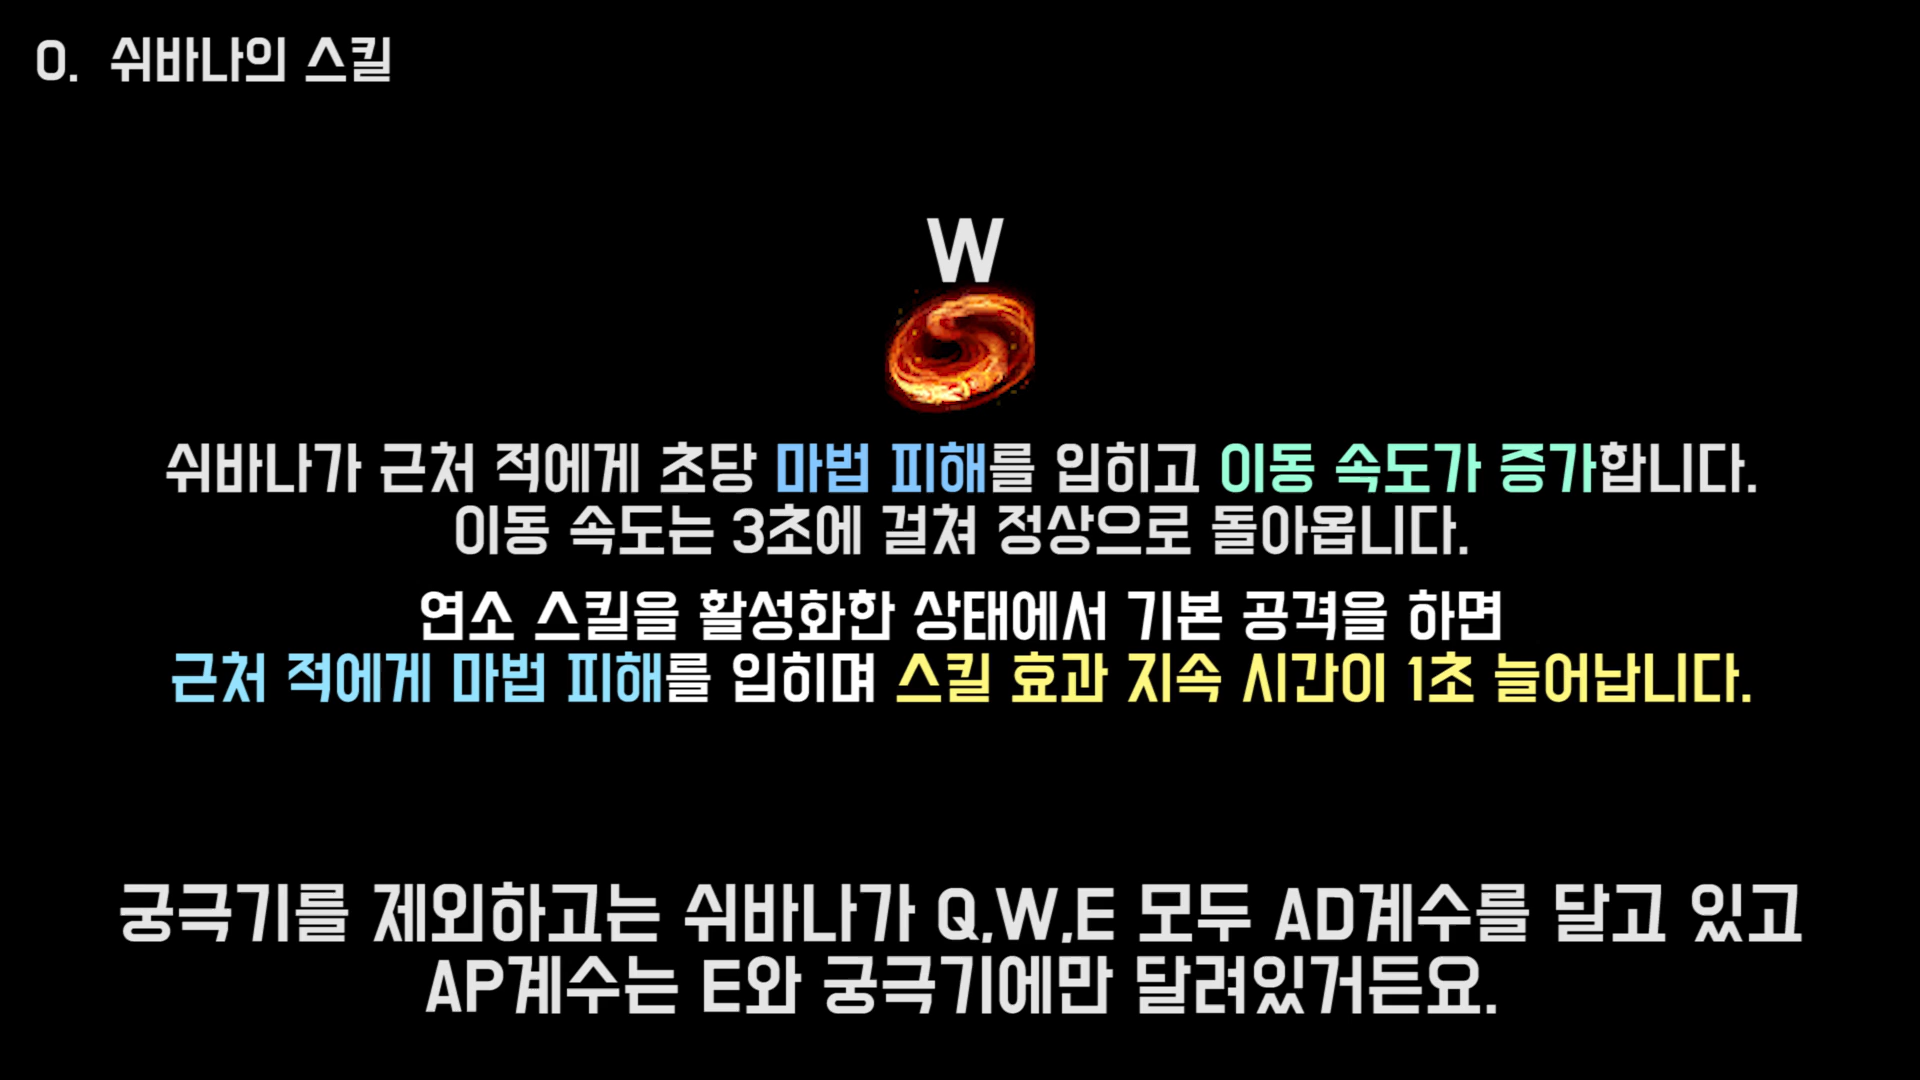 0. 쉬바나의 스킬
W
쉬바나가 근처 적에게 초당 마법 피해를 입히고 이동 속도가 증가합니다.
이동 속도는 3초에 걸쳐 정상으로 돌아옵니다.
연소 스킬을 활성화한 상태에서 기본 공격을 하면
근처 적에게 마법 피해를 입히며 스킬 효과 지속 시간이 1초 늘어납니다.
궁극기를 제외하고는 쉬바나가 Q,W,E 모두 AD계수를 달고 있고
AP계수는 E와 궁극기에만 달려있거든요.